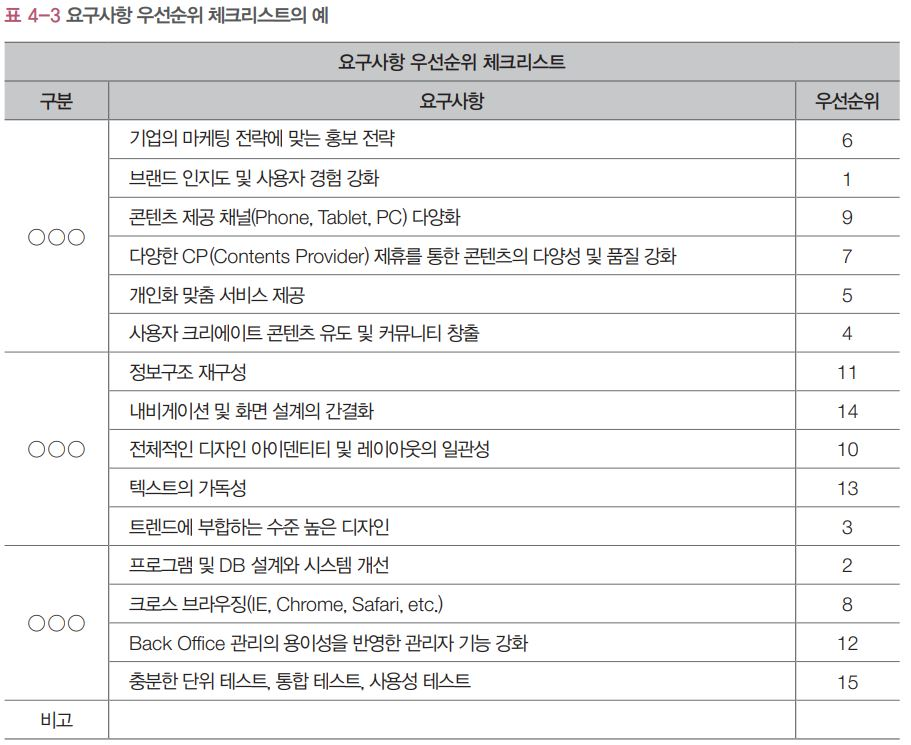 표 4-3 요구사항 우선순위 체크리스트의 예
요구사항 우선순위 체크리스트
구분 요구사항 우선순위
○○○
기업의 마케팅 전략에 맞는 홍보 전략 6
브랜드 인지도 및 사용자 경험 강화 1
콘텐츠 제공 채널(Phone, Tablet, PC) 다양화 9
다양한 CP(Contents Provider) 제휴를 통한 콘텐츠의 다양성 및 품질 강화 7
개인화 맞춤 서비스 제공 5
사용자 크리에이트 콘텐츠 유도 및 커뮤니티 창출 4
○○○
정보구조 재구성 11
내비게이션 및 화면 설계의 간결화 14
전체적인 디자인 아이덴티티 및 레이아웃의 일관성 10
텍스트의 가독성 13
트렌드에 부합하는 수준 높은 디자인 3
○○○
프로그램 및 DB 설계와 시스템 개선 2
크로스 브라우징(IE, Chrome, Safari, etc.) 8
Back Office 관리의 용이성을 반영한 관리자 기능 강화 12
충분한 단위 테스트, 통합 테스트, 사용성 테스트 15
비고